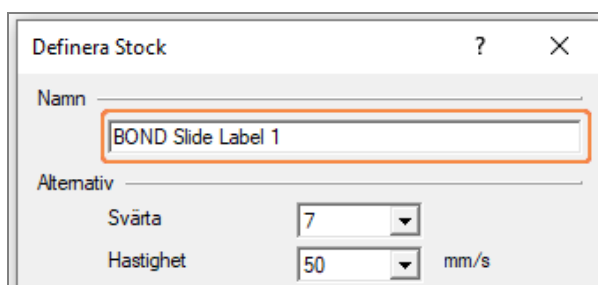 Definera Stock ? ×
Namn
BOND Slide Label 1
Alternativ
Svärta 7
Hastighet 50 mm/s